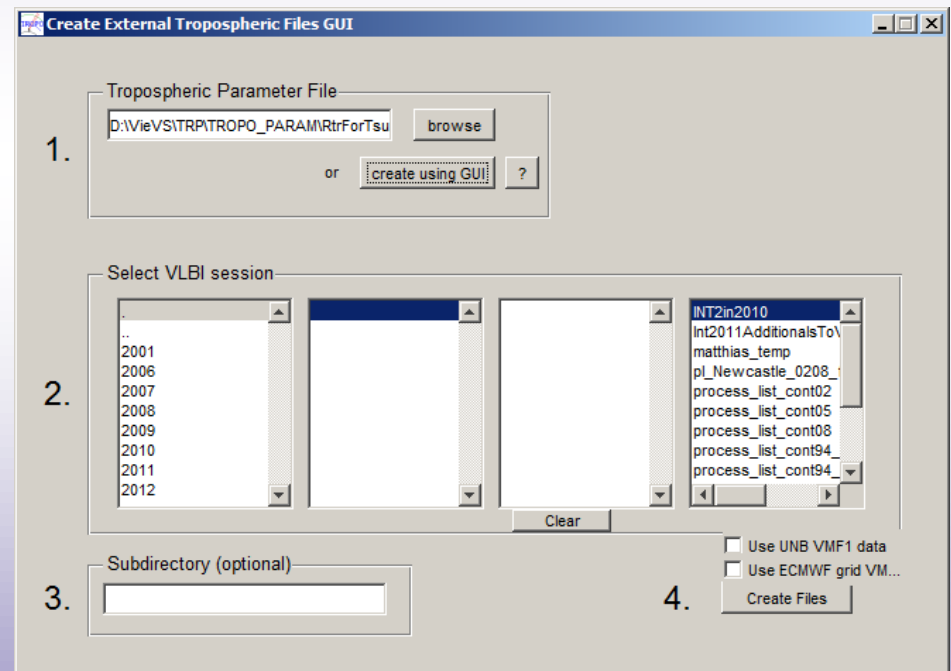 TROPO Create External Tropospheric Files GUI
1.
Tropospheric Parameter File
D:\VieVS\TRP\TROPO_PARAM\RtrForTsu
browse
or
create using GUI
?
2.
Select VLBI session
.
..
2001
2006
2007
2008
2009
2010
2011
2012
INT2in2010
Int2011AdditionalsTo
matthias_temp
pl_Newcastle_0208_
process_list_cont02
process_list_cont05
process_list_cont08
process_list_cont94_
process_list_cont94_
Clear
3.
Subdirectory (optional)
4.
Use UNB VMF1 data
Use ECMWF grid VM...
Create Files